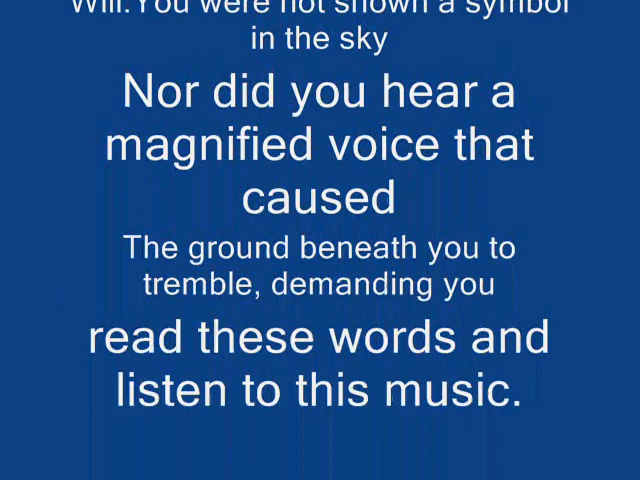 Will.You were not shown a symbol
in the sky
Nor did you hear a
magnified voice that
caused
The ground beneath you to
tremble, demanding you
read these words and
listen to this music.